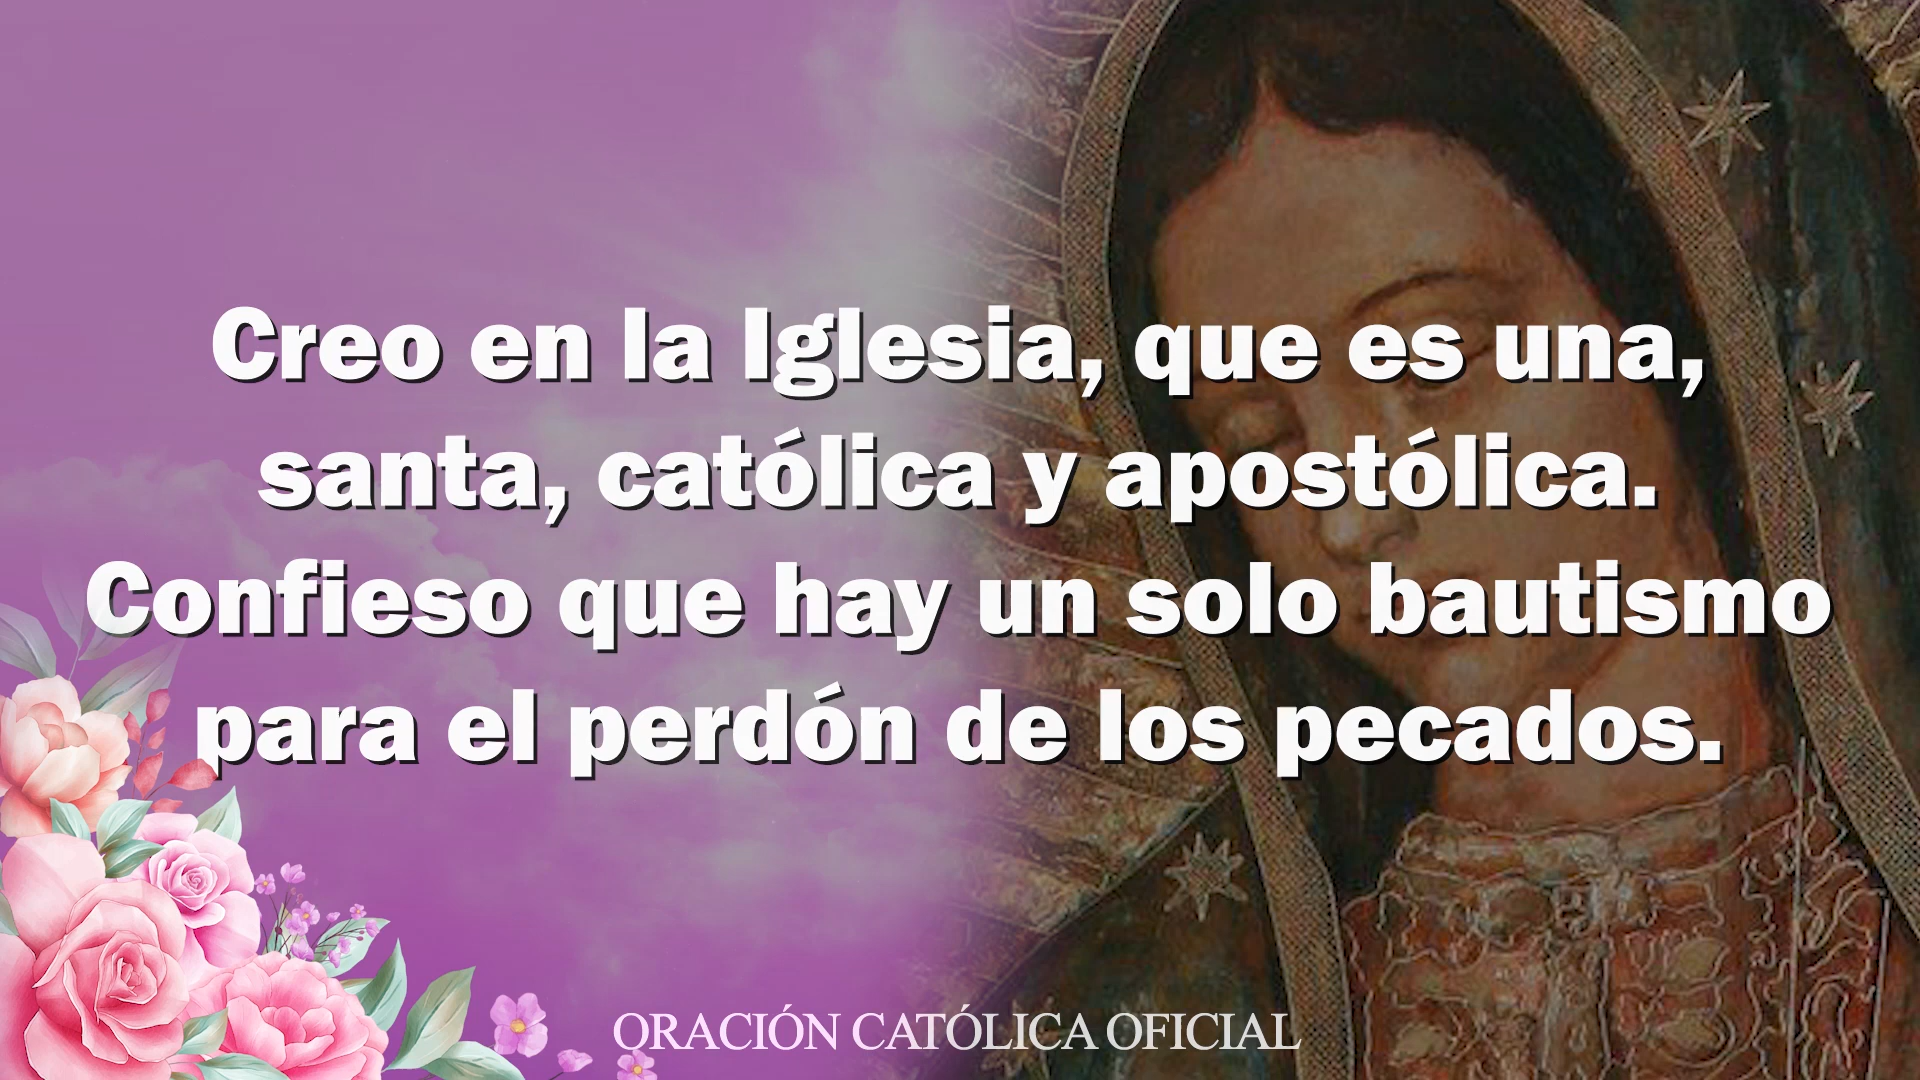 Creo en la Iglesia, que es una,
santa, católica y apostólica.
Confieso que hay un solo bautismo
para el perdón de los pecados.
ORACIÓN CATÓLICA OFICIAL